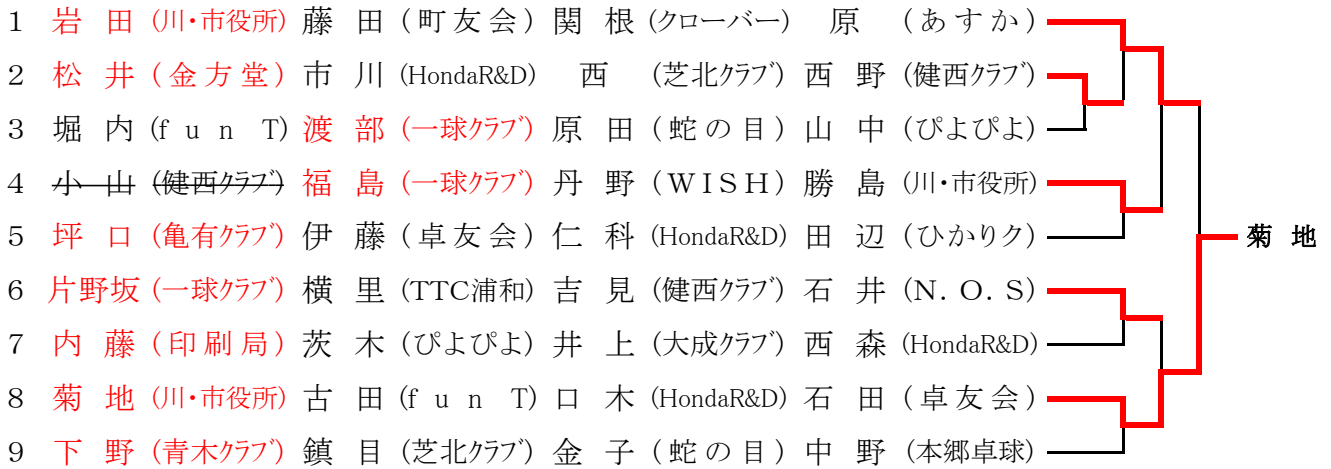 1 岩 田 (川・市役所) 藤 田 (町友会) 関 根 (クローバー) 原 (あすか)
2 松 井 (金方堂) 市 川 (HondaR&D) 西 (芝北クラブ) 西 野 (健西クラブ)
3 堀 内 (fun T) 渡 部 (一球クラブ) 原 田 (蛇の目) 山 中 (ぴよぴよ)
4 小 山 (健西クラブ) 福 島 (一球クラブ) 丹 野 (WISH) 勝 島 (川・市役所)
5 坪 口 (亀有クラブ) 伊 藤 (卓友会) 仁 科 (HondaR&D) 田 辺 (ひかりク)
菊 地
6 片野坂 (一球クラブ) 横 里 (TTC浦和) 吉 見 (健西クラブ) 石 井 (N.O.S)
7 内 藤 (印刷局) 茨 木 (ぴよぴよ) 井 上 (大成クラブ) 西 森 (HondaR&D)
8 菊 地 (川・市役所) 古 田 (fun T) 口 木 (HondaR&D) 石 田 (卓友会)
9 下 野 (青木クラブ) 鎮 目 (芝北クラブ) 金 子 (蛇の目) 中 野 (本郷卓球)